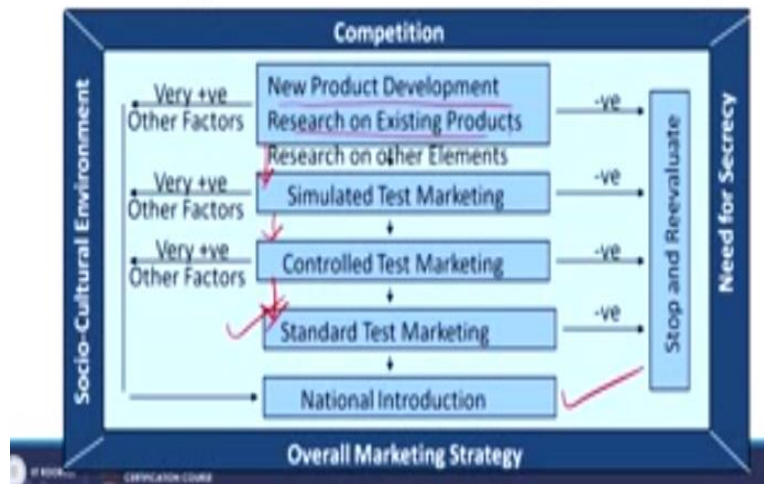 Competition
Socio-Cultural Environment
Need for Secrecy
New Product Development
Very +ve
Other Factors
-ve
Research on Existing Products
Research on other Elements
Very +ve
Other Factors
Simulated Test Marketing
-ve
Very +ve
Other Factors
Controlled Test Marketing
-ve
Standard Test Marketing
-ve
Stop and Reevaluate
National Introduction
Overall Marketing Strategy
CERTIFICATION COURSE